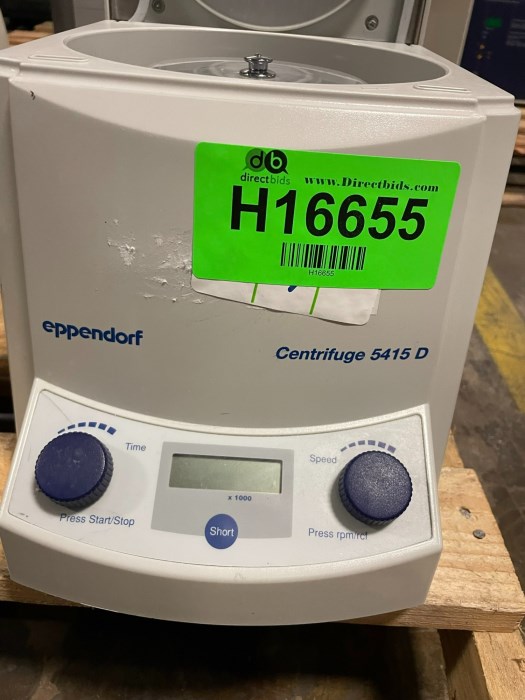 db
directbids
www.Directbids.com
H16655
H16655
eppendorf
Centrifuge 5415 D
Time
Speed
x 1000
Press Start/Stop
Short
Press rpm/rcf